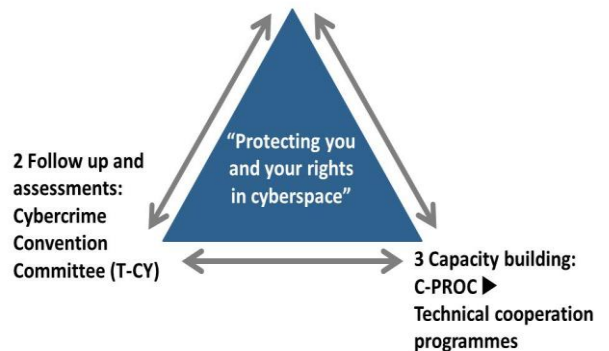 “Protecting you
and your rights
in cyberspace”
2 Follow up and
assessments:
Cybercrime
Convention
Committee (T-CY)
3 Capacity building:
C-PROC ▶
Technical cooperation
programmes